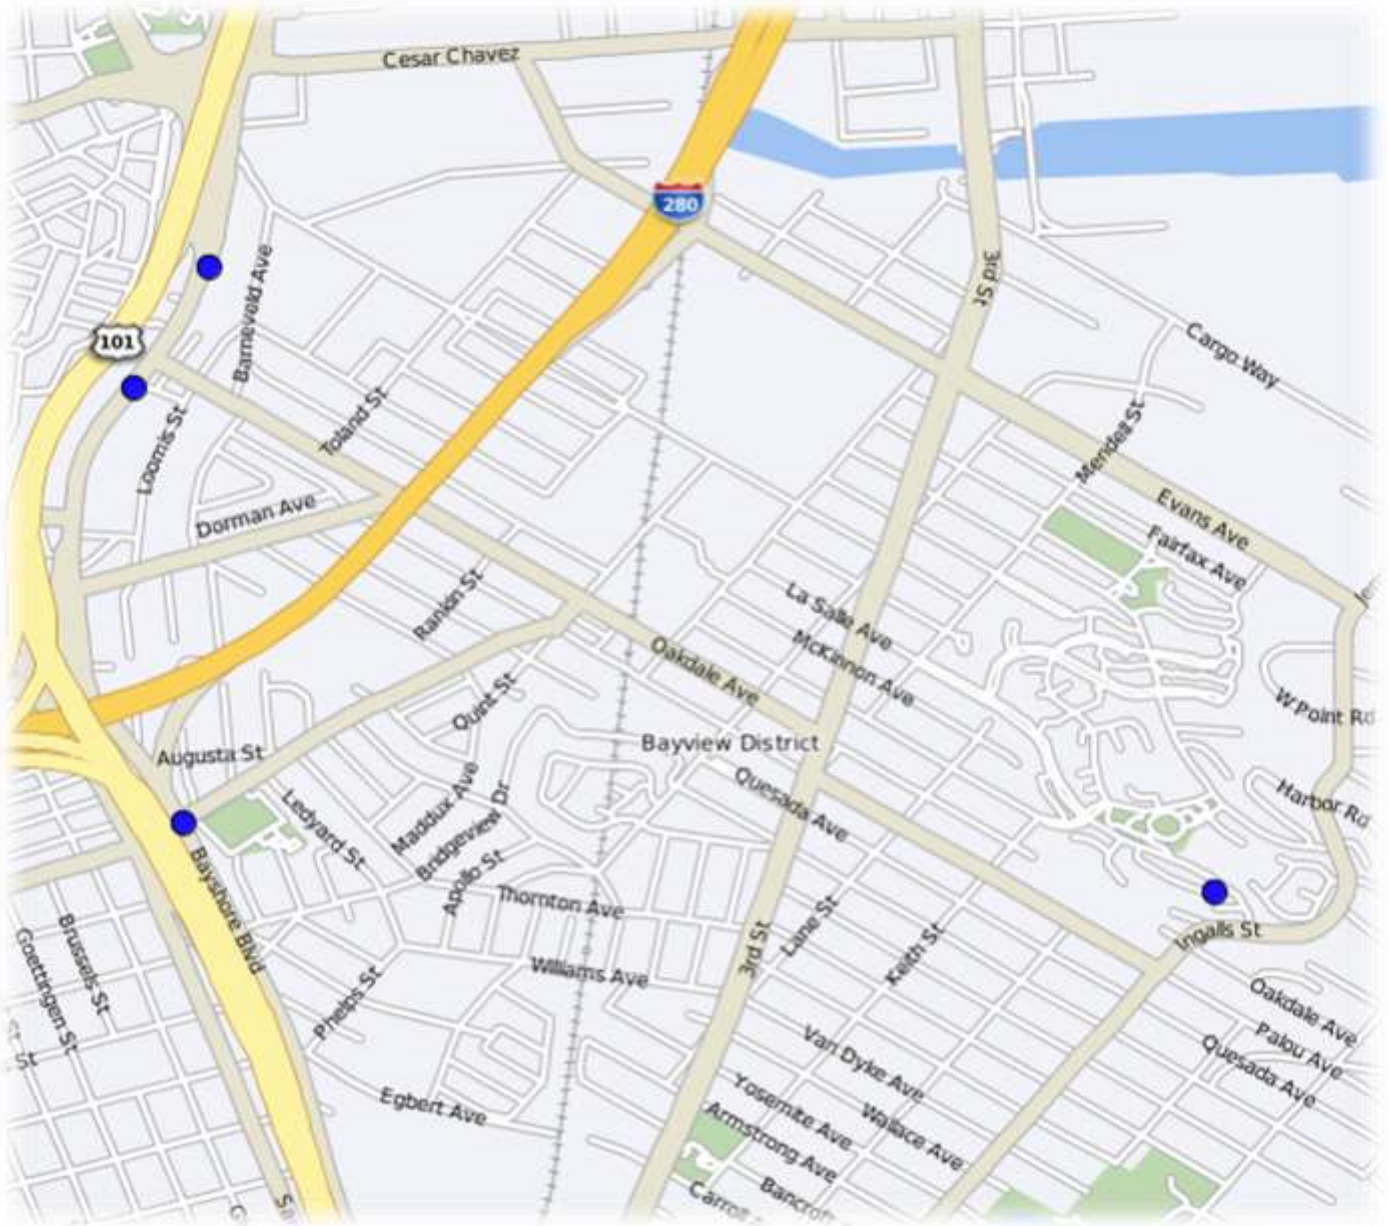 Cesar Chavez
280
3rd St
Barneveld Ave
101
Cargo Way
Toland St
Loomis St
Mendell St
Dorman Ave
Evans Ave
Fairfax Ave
Rankin St
La Salle Ave
McKinnon Ave
Oakdale Ave
Quint St
W Point Rd
Bayview District
Augusta St
Quesada Ave
Harbor Rd
Ledyard St
Maddux Ave
Bridgeview Dr
Apollo St
Bayshore Blvd
Thornton Ave
Lane St
Keith St
3rd St
Ingalls St
Brussels St
Goettingen St
Williams Ave
Phelps St
Oakdale Ave
Palou Ave
Quesada Ave
Van Dyke Ave
Egbert Ave
Yosemite Ave
Wallace Ave
Armstrong Ave
Bancroft
Carroll